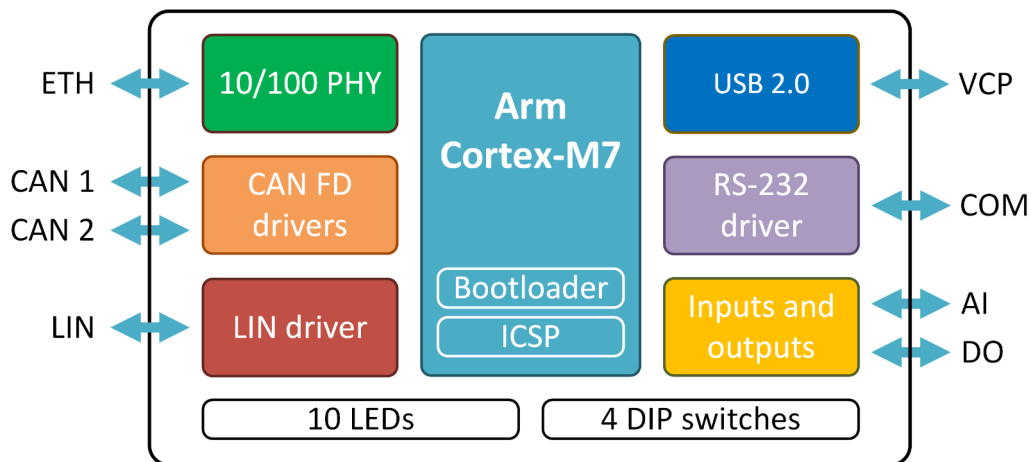 ETH
10/100 PHY
CAN 1
CAN 2
CAN FD
drivers
LIN
LIN driver
Arm
Cortex-M7
Bootloader
ICSP
USB 2.0
VCP
RS-232
driver
COM
Inputs and
outputs
AI
DO
10 LEDs
4 DIP switches